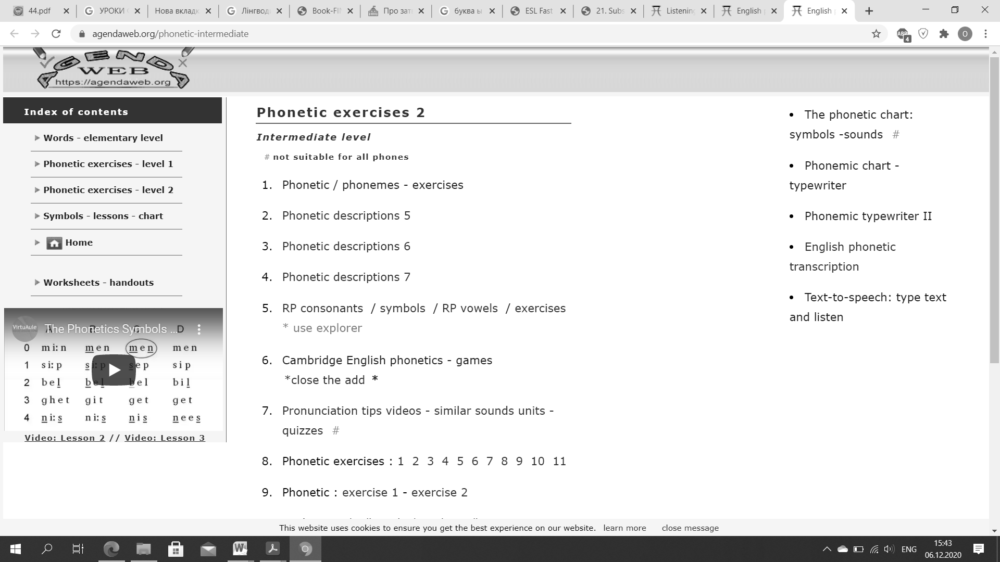 44.pdf
УРОКИ
Нова вкладк
Лінгвод
Book-FI
Про зат
буква ы
ESL Fast
21. Subs
Listening
English
English
agendaweb.org/phonetic-intermediate
ABP
4
O
AGENDA
WEB
https://agendaweb.org
Index of contents
Words - elementary level
Phonetic exercises - level 1
Phonetic exercises - level 2
Symbols - lessons - chart
Home
Worksheets - handouts
VirtuAule
The Phonetics Symbols ...
D
0 mi:n men men men
1 si:p si:p sep sip
2 bel bel bel bil
3 ghet git get get
4 ni:s ni:s nis nees
Video: Lesson 2 // Video: Lesson 3
Phonetic exercises 2
Intermediate level
# not suitable for all phones
1. Phonetic / phonemes - exercises
2. Phonetic descriptions 5
3. Phonetic descriptions 6
4. Phonetic descriptions 7
5. RP consonants / symbols / RP vowels / exercises
* use explorer
6. Cambridge English phonetics - games
*close the add *
7. Pronunciation tips videos - similar sounds units -
quizzes #
8. Phonetic exercises : 1 2 3 4 5 6 7 8 9 10 11
9. Phonetic : exercise 1 - exercise 2
• The phonetic chart:
symbols -sounds #
• Phonemic chart -
typewriter
• Phonemic typewriter II
• English phonetic
transcription
• Text-to-speech: type text
and listen
This website uses cookies to ensure you get the best experience on our website. learn more close message
ENG
15:43
06.12.2020